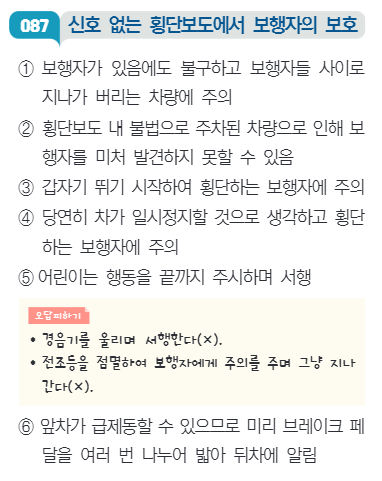 087 신호 없는 횡단보도에서 보행자의 보호
① 보행자가 있음에도 불구하고 보행자들 사이로
지나가 버리는 차량에 주의
② 횡단보도 내 불법으로 주차된 차량으로 인해 보
행자를 미처 발견하지 못할 수 있음
③ 갑자기 뛰기 시작하여 횡단하는 보행자에 주의
④ 당연히 차가 일시정지할 것으로 생각하고 횡단
하는 보행자에 주의
⑤ 어린이는 행동을 끝까지 주시하며 서행
오답피하기
• 경음기를 울리며 서행한다(×).
• 전조등을 점멸하여 보행자에게 주의를 주며 그냥 지나
간다(×).
⑥ 앞차가 급제동할 수 있으므로 미리 브레이크 페
달을 여러 번 나누어 밟아 뒤차에 알림